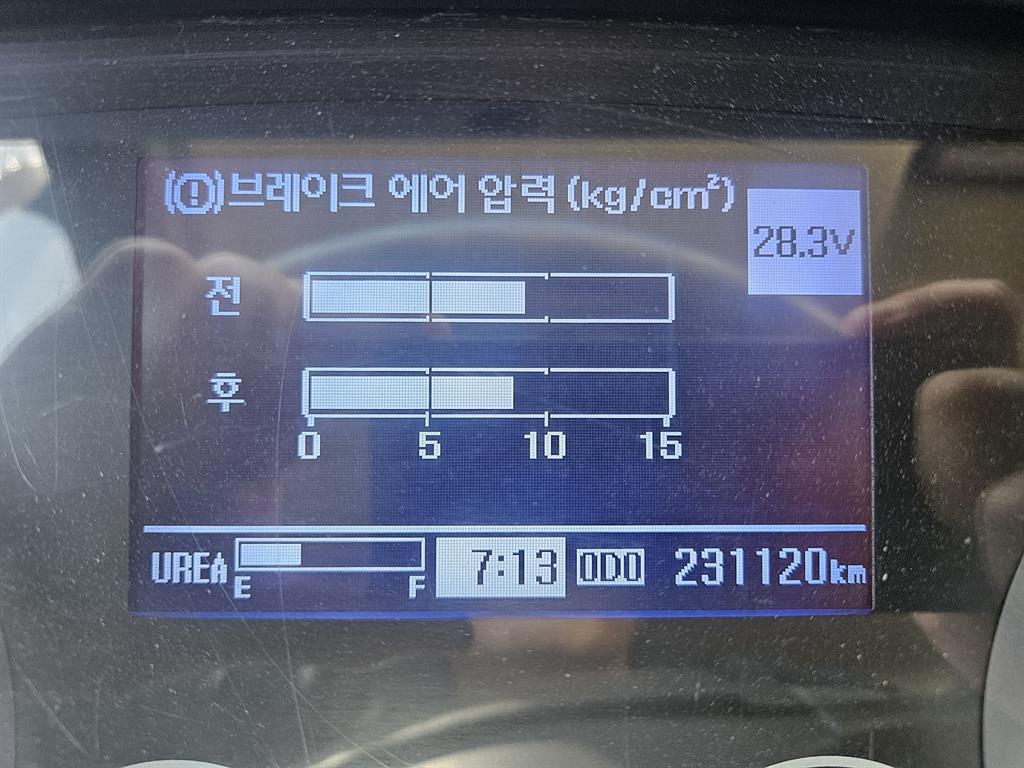 브레이크 에어 압력 (kg/cm²)
28.3V
전
후
0 5 10 15
UREA E F 7:13 ODO 231120km